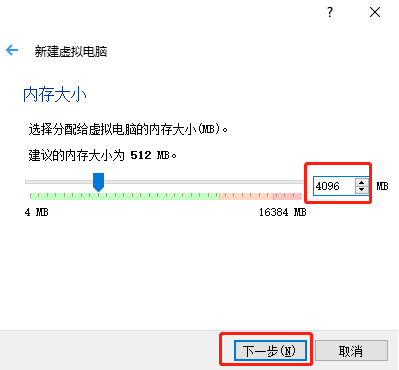 ?
新建虚拟电脑
内存大小
选择分配给虚拟电脑的内存大小(MB)。
建议的内存大小为 512 MB。
4096 MB
4 MB 16384 MB
下一步(N) 取消